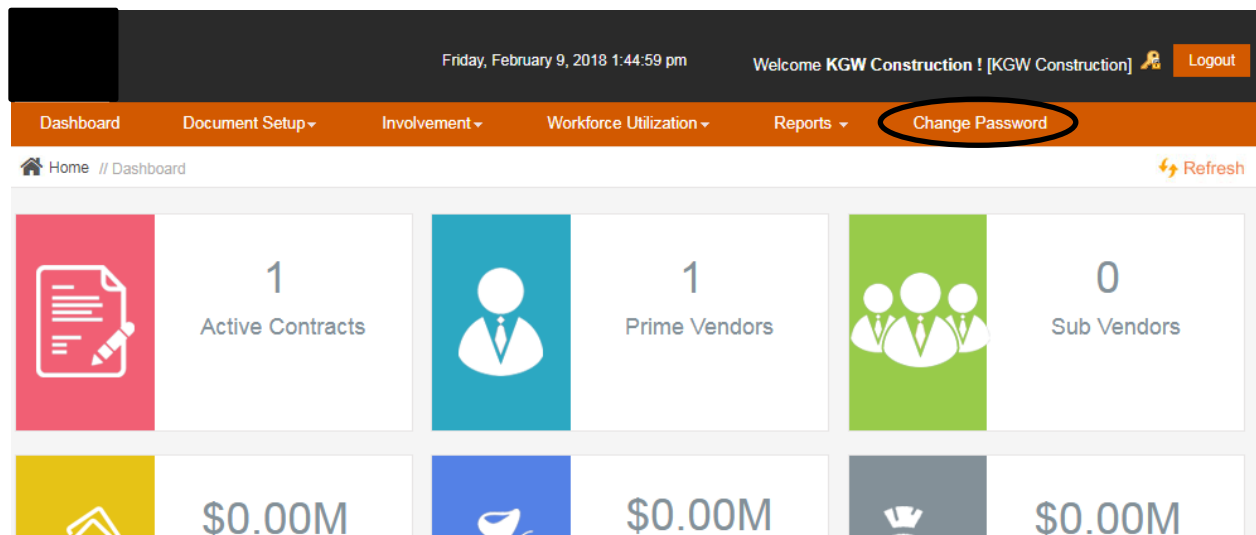 Friday, February 9, 2018 1:44:59 pm Welcome KGW Construction ! [KGW Construction] Logout
Dashboard Document Setup Involvement Workforce Utilization Reports Change Password
Home // Dashboard Refresh
1 1 0
Active Contracts Prime Vendors Sub Vendors
$0.00M $0.00M $0.00M